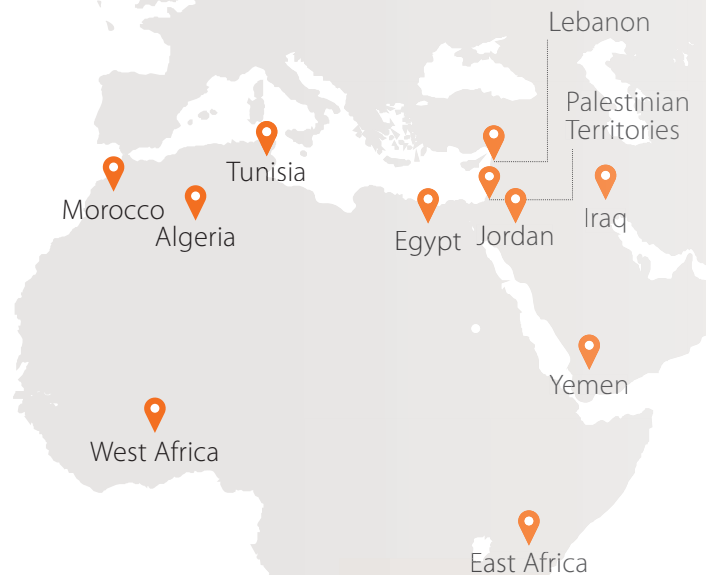 Lebanon
Palestinian
Territories
Tunisia
Morocco
Algeria
Egypt
Jordan
Iraq
Yemen
West Africa
East Africa